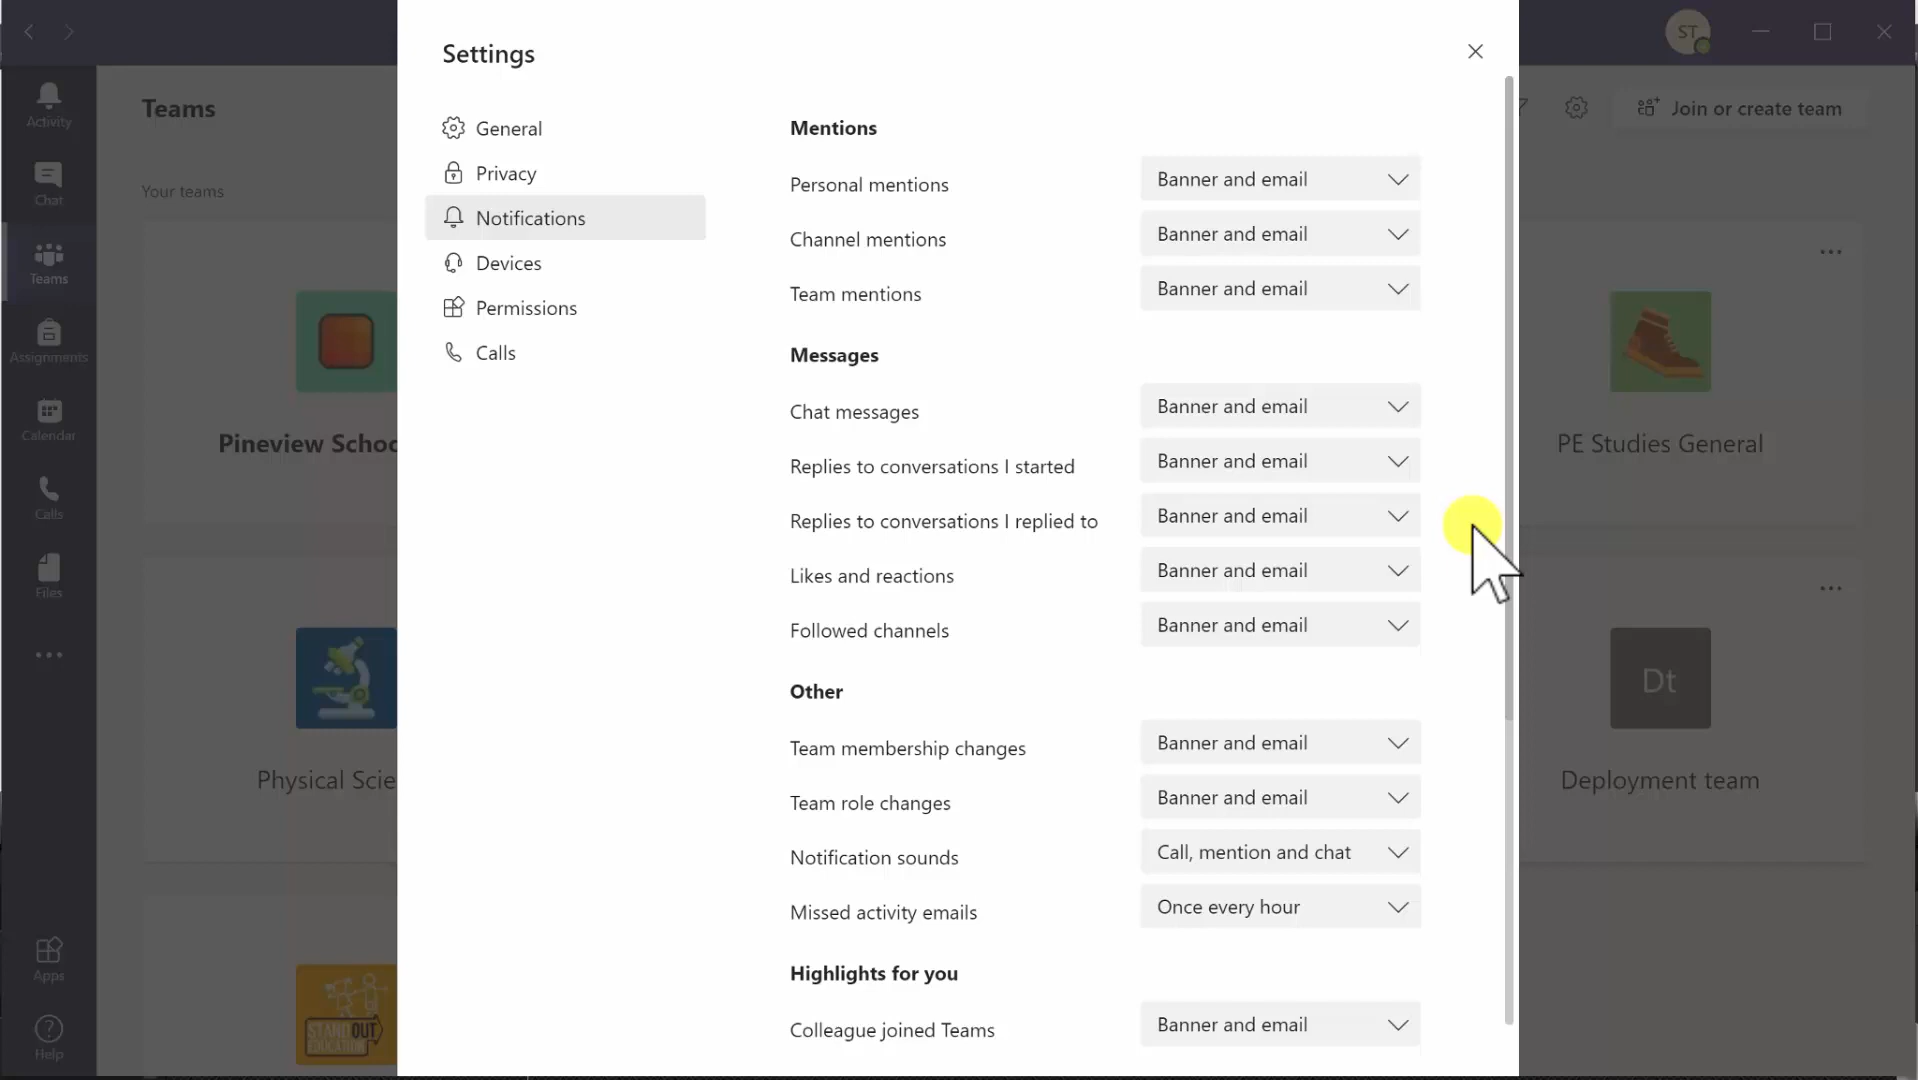 ST
Settings
General
Privacy
Notifications
Devices
Permissions
Calls
Mentions
Personal mentions Banner and email
Channel mentions Banner and email
Team mentions Banner and email
Messages
Chat messages Banner and email
Replies to conversations I started Banner and email
Replies to conversations I replied to Banner and email
Likes and reactions Banner and email
Followed channels Banner and email
Other
Team membership changes Banner and email
Team role changes Banner and email
Notification sounds Call, mention and chat
Missed activity emails Once every hour
Highlights for you
Colleague joined Teams Banner and email
Activity
Chat
Teams
Assignments
Calendar
Calls
Files
Apps
Help
Teams
Your teams
Join or create team
Pineview Schoo
PE Studies General
Physical Scie
Dt
Deployment team
STAND OUT
EDUCATION